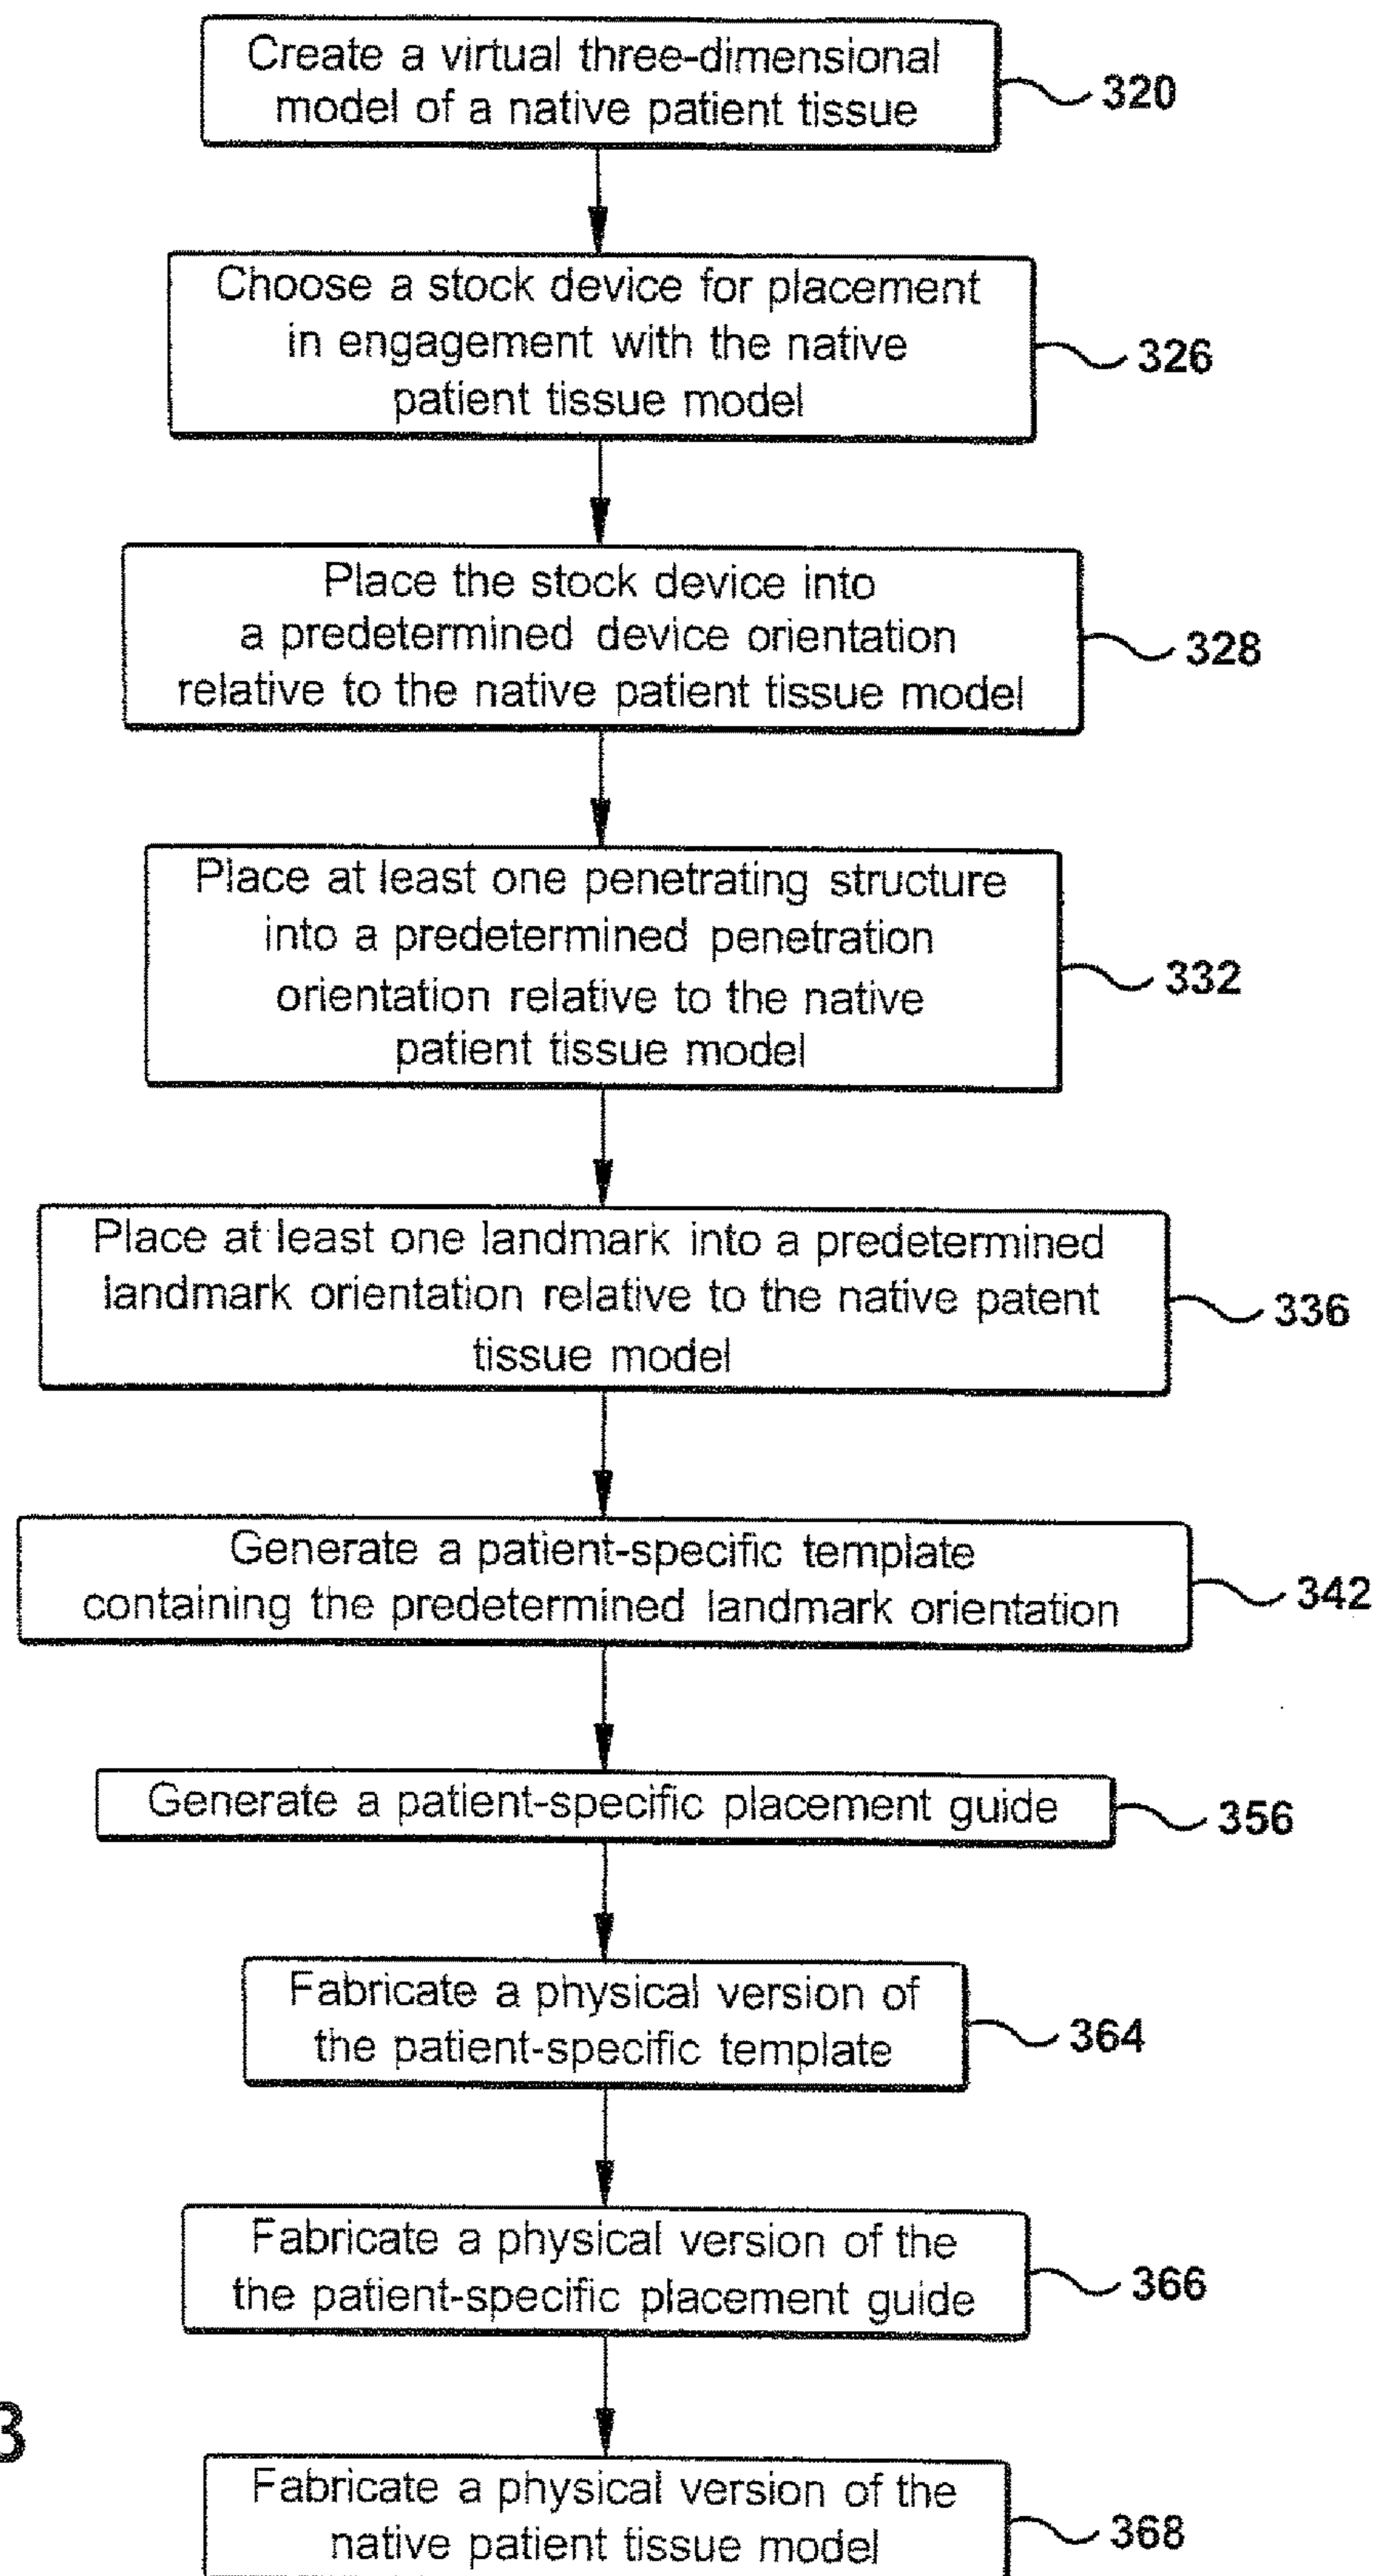 Create a virtual three-dimensional
model of a native patient tissue
320
Choose a stock device for placement
in engagement with the native
patient tissue model
326
Place the stock device into
a predetermined device orientation
relative to the native patient tissue model
328
Place at least one penetrating structure
into a predetermined penetration
orientation relative to the native
patient tissue model
332
Place at least one landmark into a predetermined
landmark orientation relative to the native patent
tissue model
336
Generate a patient-specific template
containing the predetermined landmark orientation
342
Generate a patient-specific placement guide
356
Fabricate a physical version of
the patient-specific template
364
Fabricate a physical version of the
the patient-specific placement guide
366
3
Fabricate a physical version of the
native patient tissue model
368